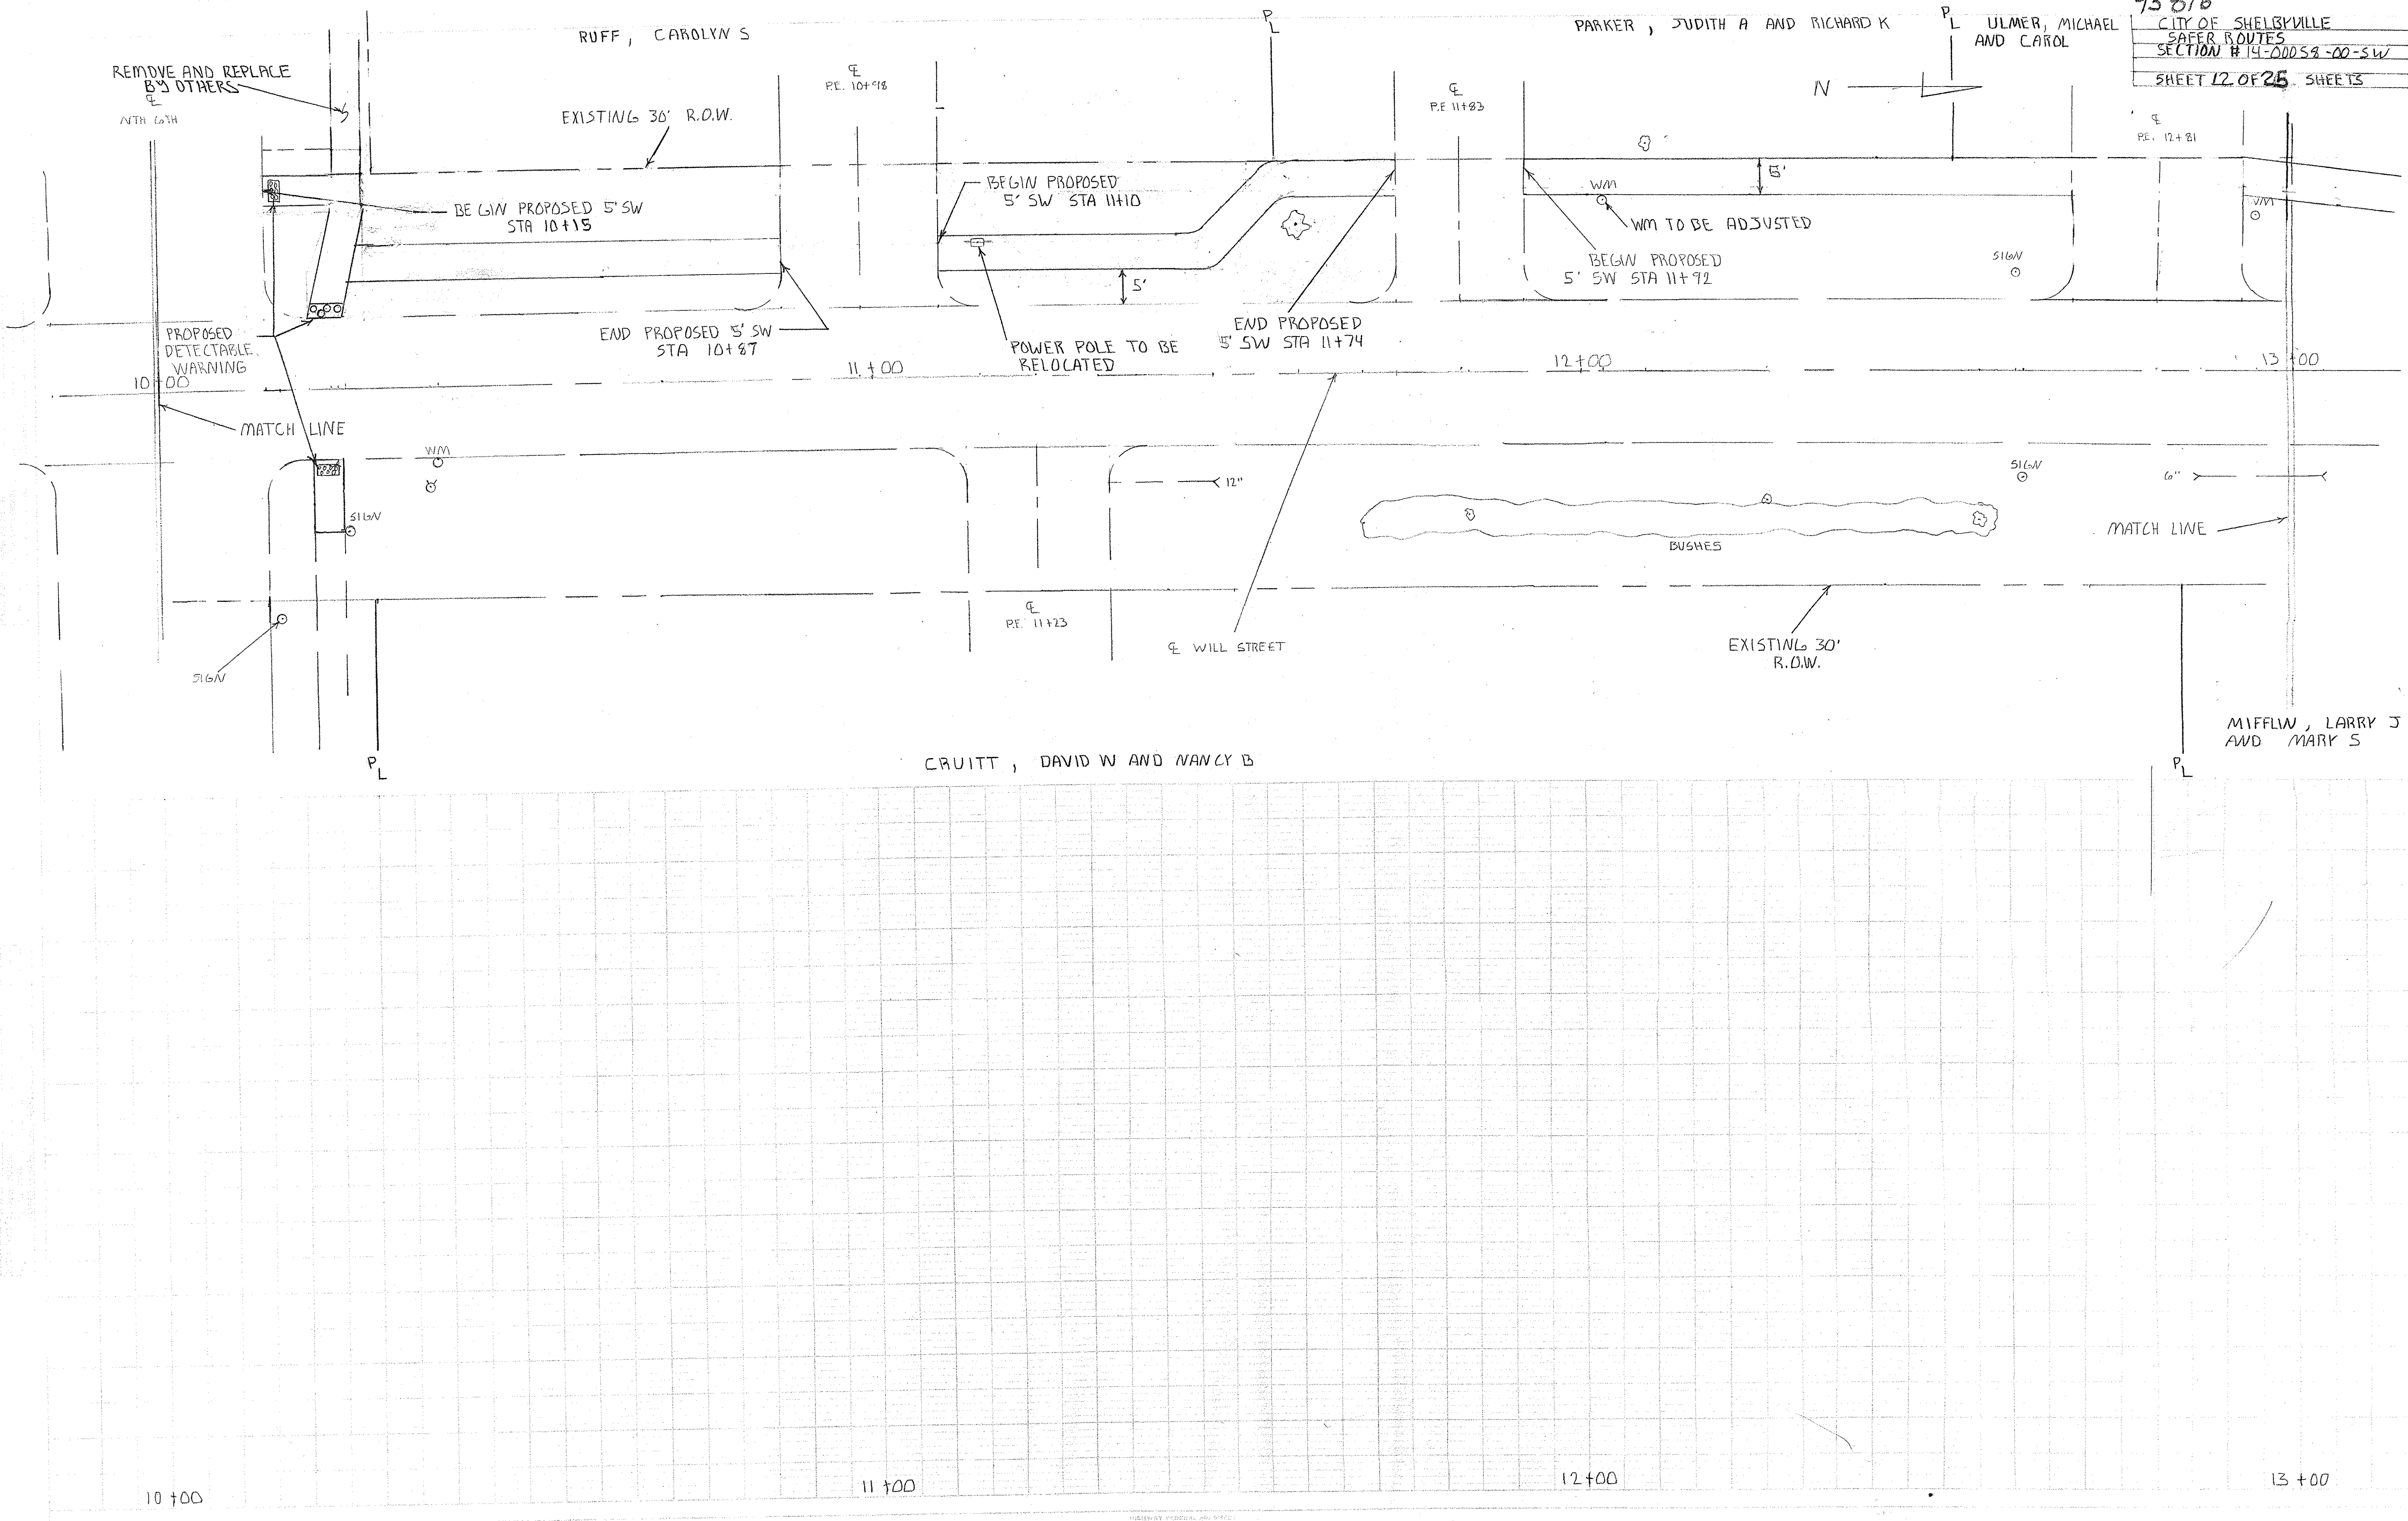 CITY OF SHELBYVILLE
SAFER ROUTES
SECTION # 14-00058-00-SW
SHEET 12 OF 25 SHEETS
RUFF, CAROLYN S
P L
PARKER, JUDITH A AND RICHARD K
P L
ULMER, MICHAEL
AND CAROL
REMOVE AND REPLACE
BY OTHERS
℄
NTH 6TH
℄
P.E. 10+98
EXISTING 30' R.O.W.
℄
P.E 11+83
N
℄
P.E. 12+81
BEGIN PROPOSED 5' SW
STA 10+15
BEGIN PROPOSED
5' SW STA 11+10
5'
WM
WM TO BE ADJUSTED
WM
BEGIN PROPOSED
5' SW STA 11+92
SIGN
5'
PROPOSED
DETECTABLE
WARNING
END PROPOSED 5' SW
STA 10+87
POWER POLE TO BE
RELOCATED
END PROPOSED
5' SW STA 11+74
10+00
11+00
12+00
13+00
MATCH LINE
WM
SIGN
12"
SIGN
6"
BUSHES
MATCH LINE
℄
P.E. 11+23
℄ WILL STREET
EXISTING 30'
R.O.W.
SIGN
P L
CRUITT, DAVID W AND NANCY B
P L
MIFFLIN, LARRY J
AND MARY S
10+00
11+00
12+00
13+00